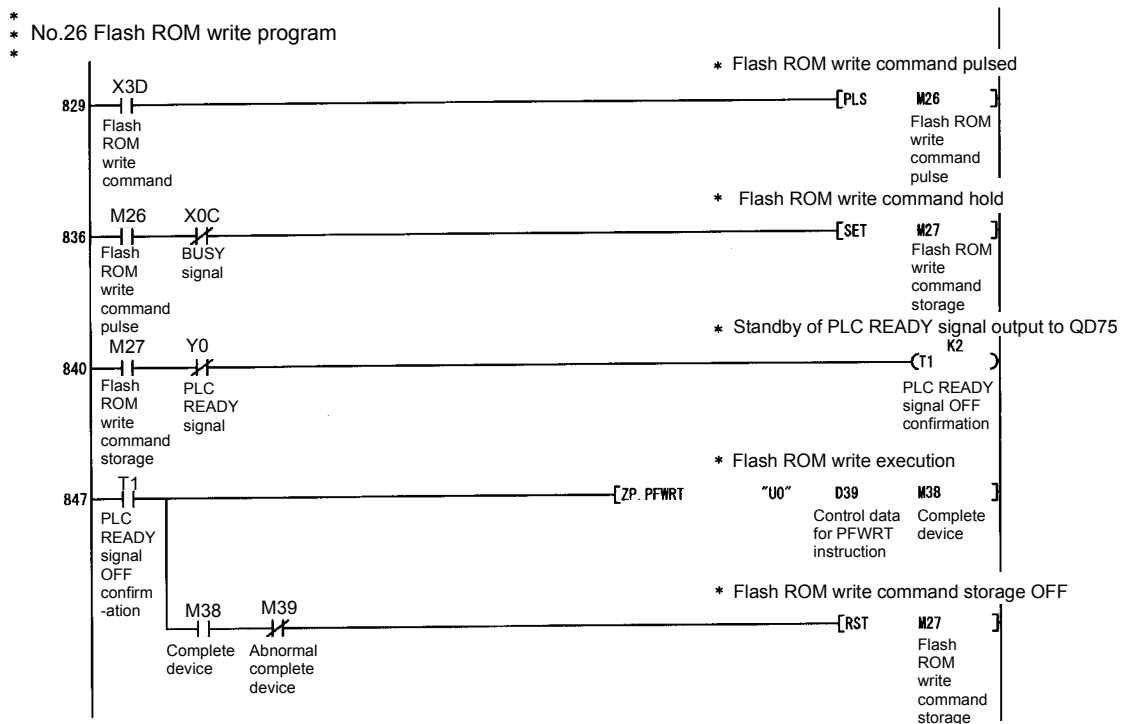 *
* No.26 Flash ROM write program
*
* Flash ROM write command pulsed
X3D
829
[PLS M26 ]
Flash
ROM
write
command
Flash ROM
write
command
pulse
* Flash ROM write command hold
M26 X0C
836
[SET M27 ]
Flash
ROM
write
command
pulse
BUSY
signal
Flash ROM
write
command
storage
* Standby of PLC READY signal output to QD75
M27 Y0
K2
840
(T1 )
Flash
ROM
write
command
storage
PLC
READY
signal
PLC READY
signal OFF
confirmation
* Flash ROM write execution
T1
847
[ZP.PFWRT "U0" D39 M38 ]
PLC
READY
signal
OFF
confirm
-ation
Control data
for PFWRT
instruction
Complete
device
* Flash ROM write command storage OFF
M38 M39
[RST M27 ]
Complete
device
Abnormal
complete
device
Flash
ROM
write
command
storage